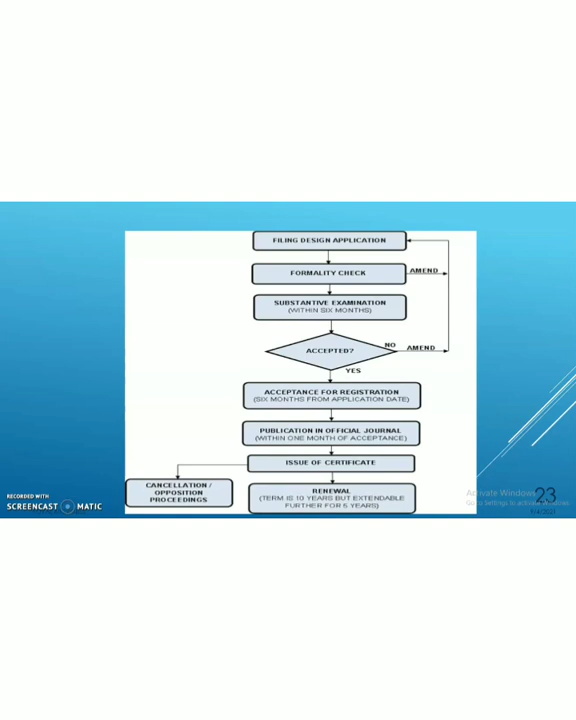 FILING DESIGN APPLICATION
FORMALITY CHECK
AMEND
SUBSTANTIVE EXAMINATION
(WITHIN SIX MONTHS)
ACCEPTED?
NO
AMEND
YES
ACCEPTANCE FOR REGISTRATION
(SIX MONTHS FROM APPLICATION DATE)
PUBLICATION IN OFFICIAL JOURNAL
(WITHIN ONE MONTH OF ACCEPTANCE)
ISSUE OF CERTIFICATE
CANCELLATION /
OPPOSITION
PROCEEDINGS
RENEWAL
(TERM IS 10 YEARS BUT EXTENDABLE
FURTHER FOR 5 YEARS)
Activate Windows
Go to Settings to activate Windows.
23
RECORDED WITH
SCREENCAST MATIC